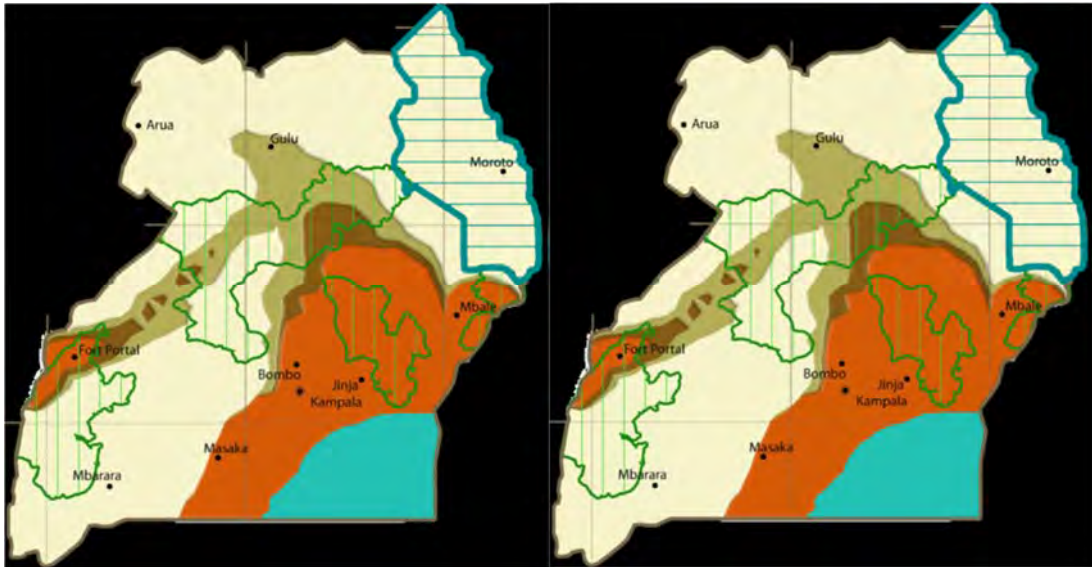 Arua
Gulu
Moroto
Mbale
Fort Portal
Bombo
Jinja
Kampala
Masaka
Mbarara
Arua
Gulu
Moroto
Mbale
Fort Portal
Bombo
Jinja
Kampala
Masaka
Mbarara